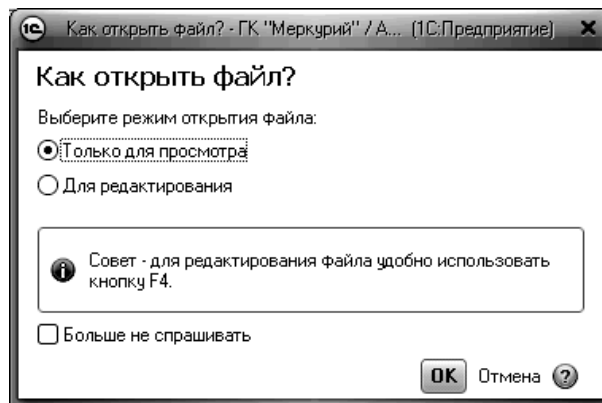 1С Как открыть файл? - ГК "Меркурий" / А... (1С:Предприятие)
Как открыть файл?
Выберите режим открытия файла:
Только для просмотра
Для редактирования
Совет - для редактирования файла удобно использовать
кнопку F4.
Больше не спрашивать
OK Отмена ?